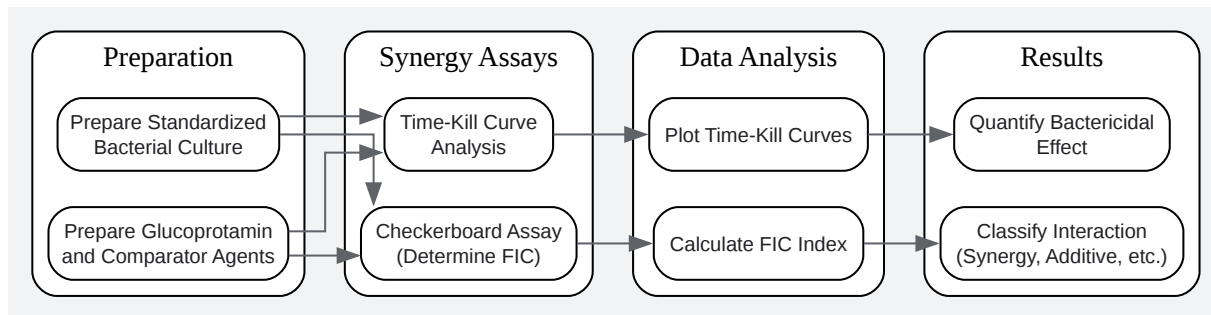 Preparation
Prepare Standardized
Bacterial Culture
Prepare Glucoprotamin
and Comparator Agents
Synergy Assays
Time-Kill Curve
Analysis
Checkerboard Assay
(Determine FIC)
Data Analysis
Plot Time-Kill Curves
Calculate FIC Index
Results
Quantify Bactericidal
Effect
Classify Interaction
(Synergy, Additive, etc.)